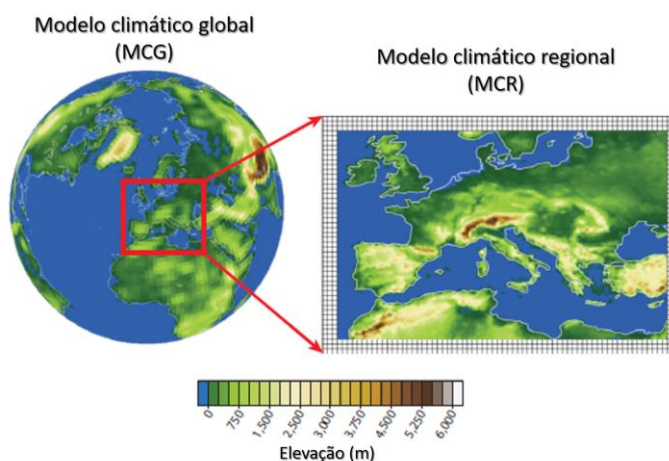 Modelo climático global
(MCG)
Modelo climático regional
(MCR)
0
750
1,500
2,500
3,000
3,750
4,500
5,250
6,000
Elevação (m)